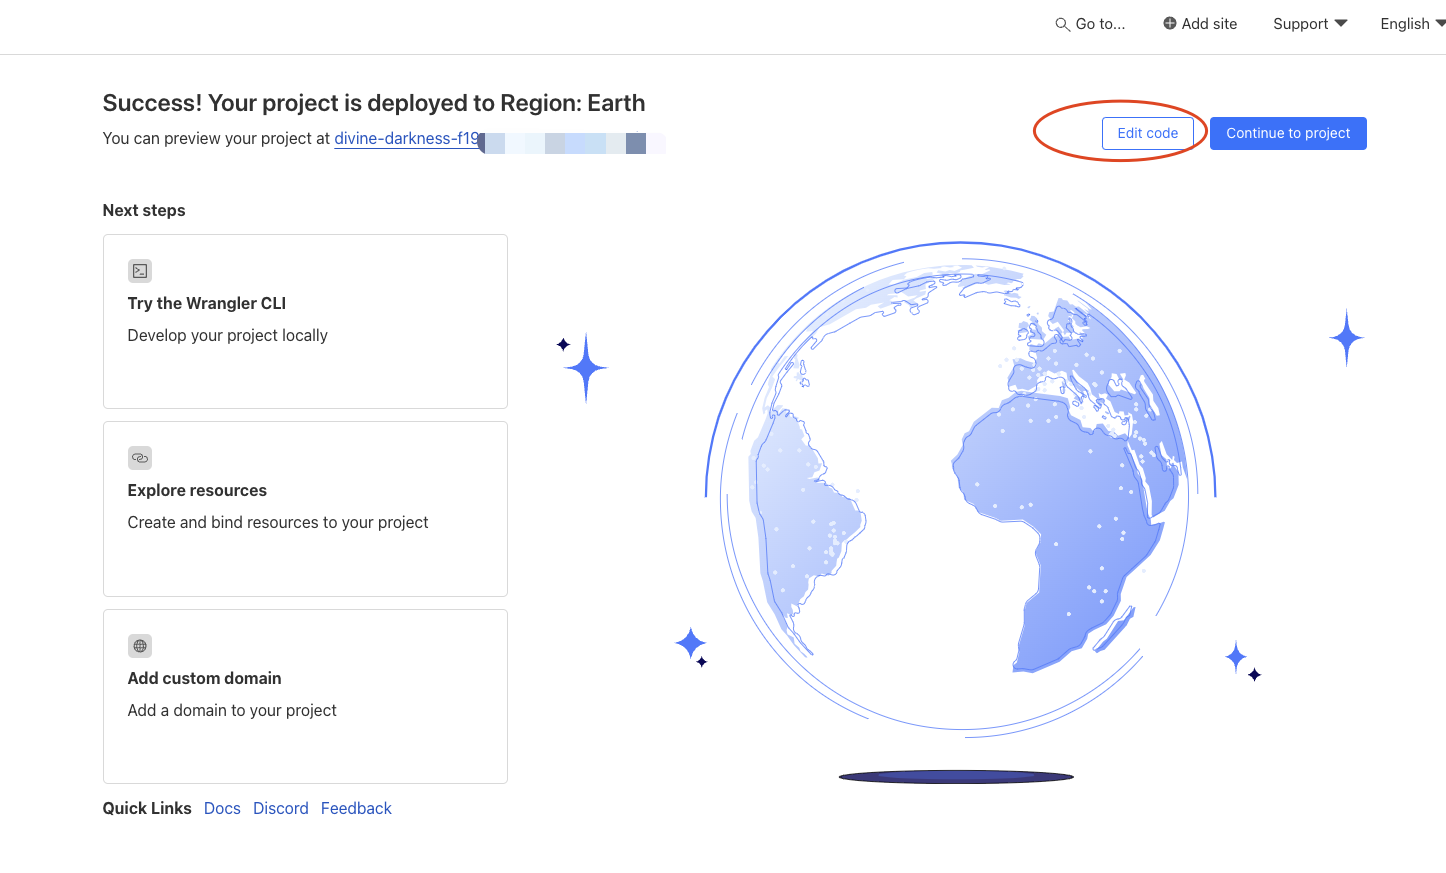 Go to...
Add site
Support
English
Success! Your project is deployed to Region: Earth
You can preview your project at divine-darkness-f19
Edit code
Continue to project
Next steps
Try the Wrangler CLI
Develop your project locally
Explore resources
Create and bind resources to your project
Add custom domain
Add a domain to your project
Quick Links Docs Discord Feedback